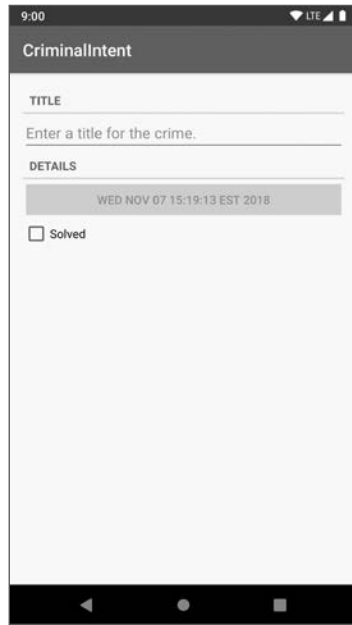 9:00
LTE
CriminalIntent
TITLE
Enter a title for the crime.
DETAILS
WED NOV 07 15:19:13 EST 2018
Solved